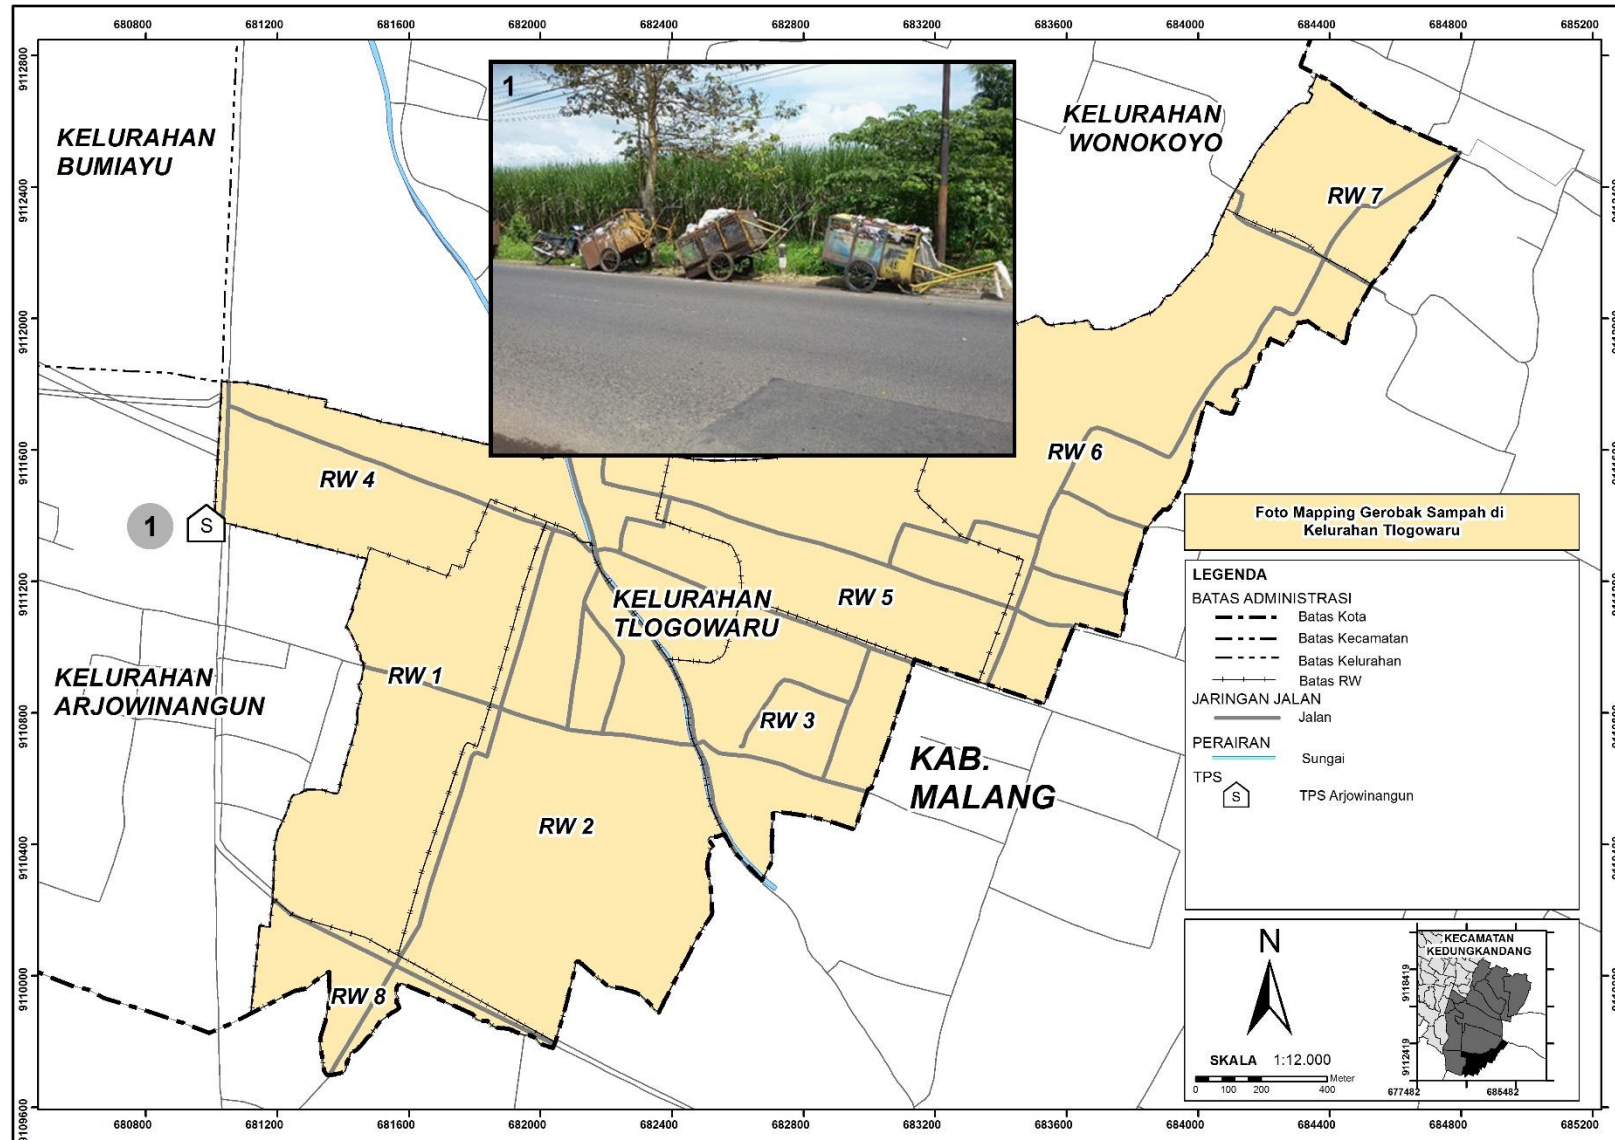 680800 681200 681600 682000 682400 682800 683200 683600 684000 684400 684800 685200
9112800
9112400
9112000
9111600
9111200
9110800
9110400
9110000
9109600
1
KELURAHAN
BUMIAYU
KELURAHAN
WONOKOYO
RW 7
RW 6
RW 4
1
S
KELURAHAN
TLOGOWARU
RW 5
KELURAHAN
ARJOWINANGUN
RW 1
RW 3
KAB.
MALANG
RW 2
RW 8
Foto Mapping Gerobak Sampah di
Kelurahan Tlogowaru
LEGENDA
BATAS ADMINISTRASI
Batas Kota
Batas Kecamatan
Batas Kelurahan
Batas RW
JARINGAN JALAN
Jalan
PERAIRAN
Sungai
TPS
S TPS Arjowinangun
N
SKALA 1:12.000
0 100 200 400 Meter
KECAMATAN
KEDUNGKANDANG
9118419
9112419
677482 685482
680800 681200 681600 682000 682400 682800 683200 683600 684000 684400 684800 685200